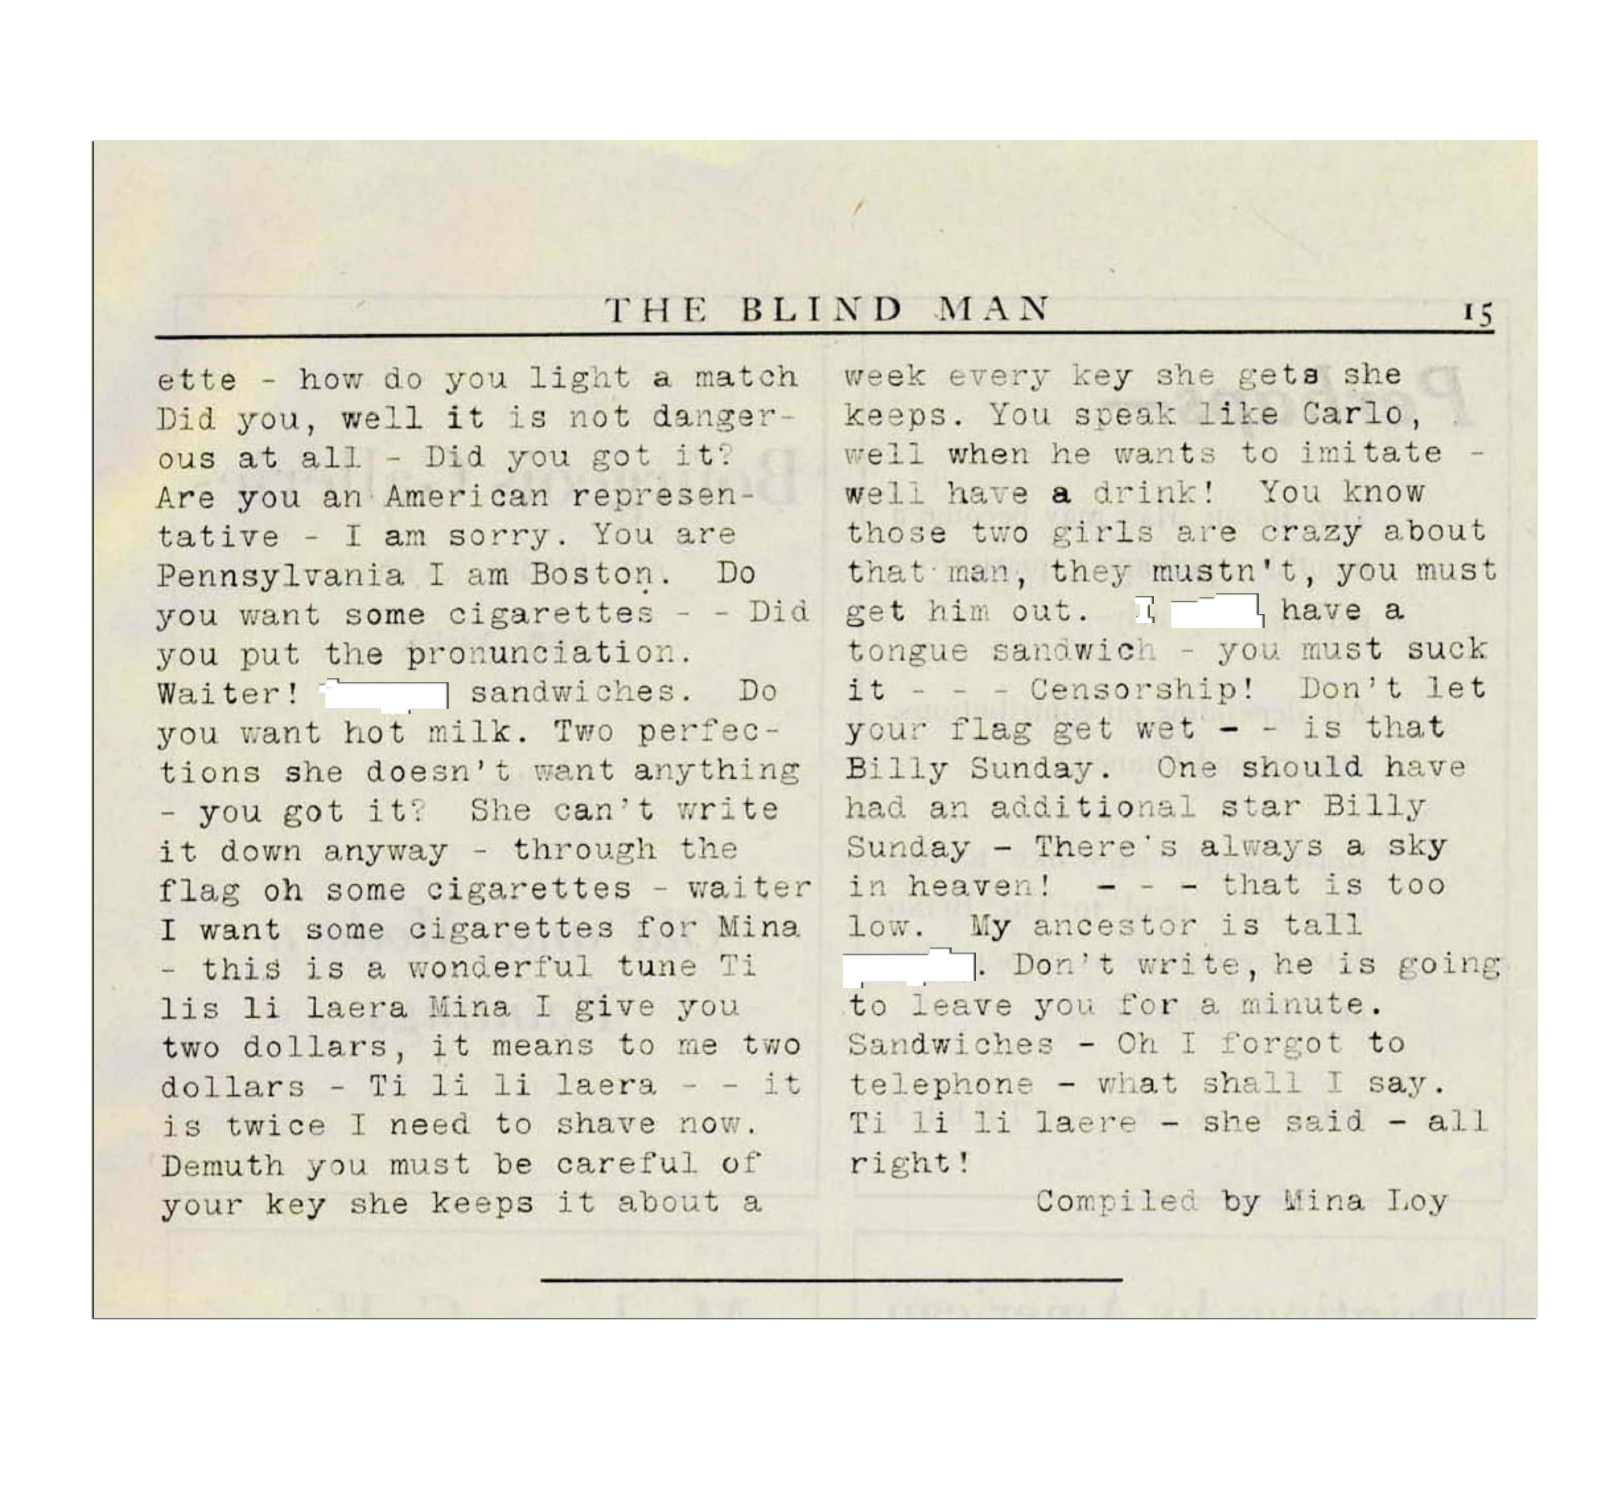 THE BLIND MAN 15
ette - how do you light a match
Did you, well it is not danger-
ous at all - Did you got it?
Are you an American represen-
tative - I am sorry. You are
Pennsylvania I am Boston. Do
you want some cigarettes - - Did
you put the pronunciation.
Waiter! sandwiches. Do
you want hot milk. Two perfec-
tions she doesn't want anything
- you got it? She can't write
it down anyway - through the
flag oh some cigarettes - waiter
I want some cigarettes for Mina
- this is a wonderful tune Ti
lis li laera Mina I give you
two dollars, it means to me two
dollars - Ti li li laera - - it
is twice I need to shave now.
Demuth you must be careful of
your key she keeps it about a
week every key she gets she
keeps. You speak like Carlo,
well when he wants to imitate -
well have a drink! You know
those two girls are crazy about
that man, they mustn't, you must
get him out. I have a
tongue sandwich - you must suck
it - - - Censorship! Don't let
your flag get wet - - is that
Billy Sunday. One should have
had an additional star Billy
Sunday - There's always a sky
in heaven! - - - that is too
low. My ancestor is tall
. Don't write, he is going
to leave you for a minute.
Sandwiches - Oh I forgot to
telephone - what shall I say.
Ti li li laere - she said - all
right!
Compiled by Mina Loy